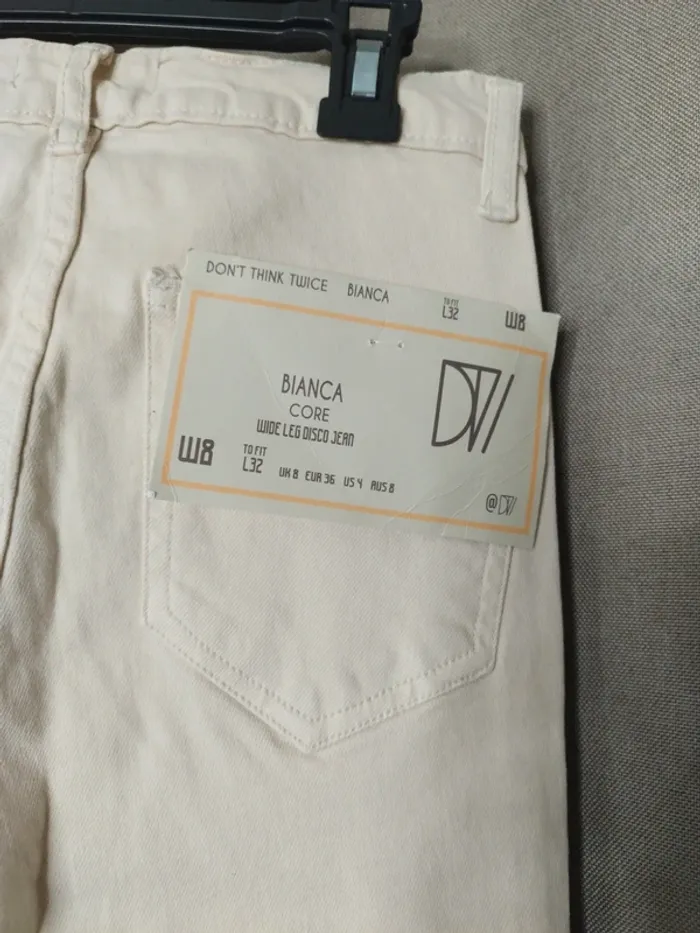 DON'T THINK TWICE BIANCA TO FIT L32 W8
BIANCA
CORE
WIDE LEG DISCO JEAN
W8 TO FIT L32 UK 8 EUR 36 US 4 AUS 8
DTT
@DTT